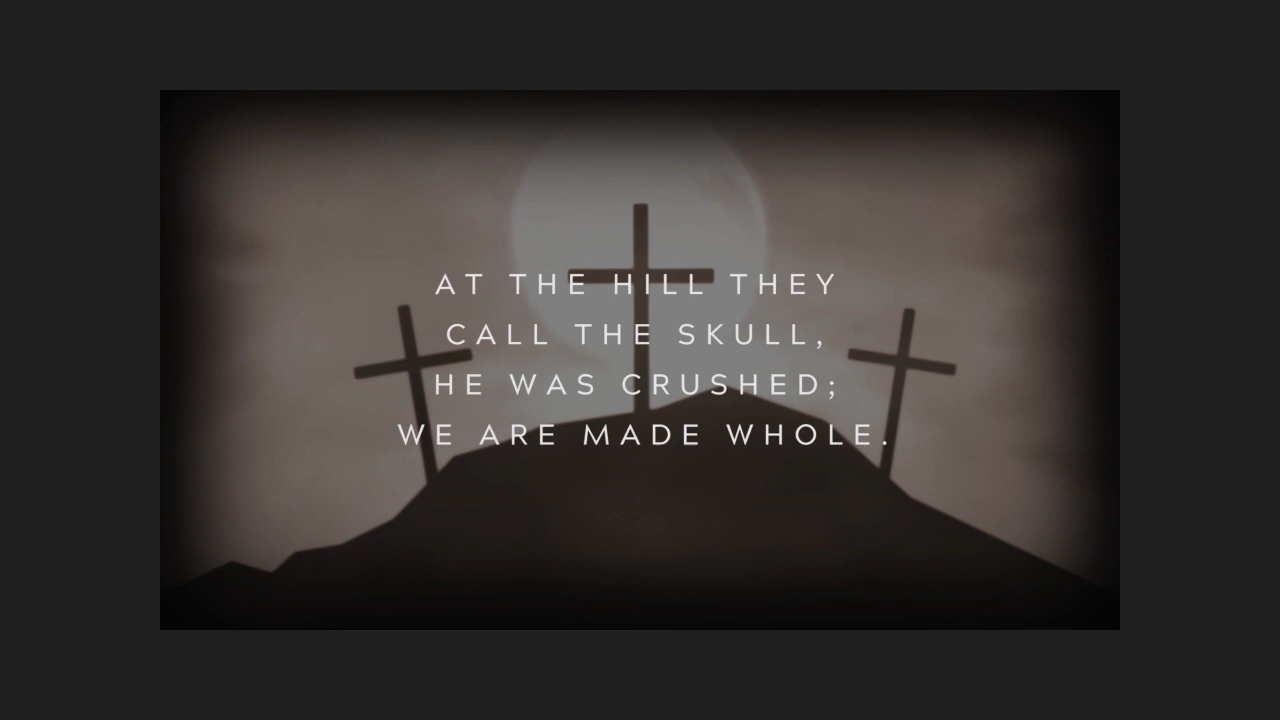 AT THE HILL THEY
CALL THE SKULL,
HE WAS CRUSHED;
WE ARE MADE WHOLE.